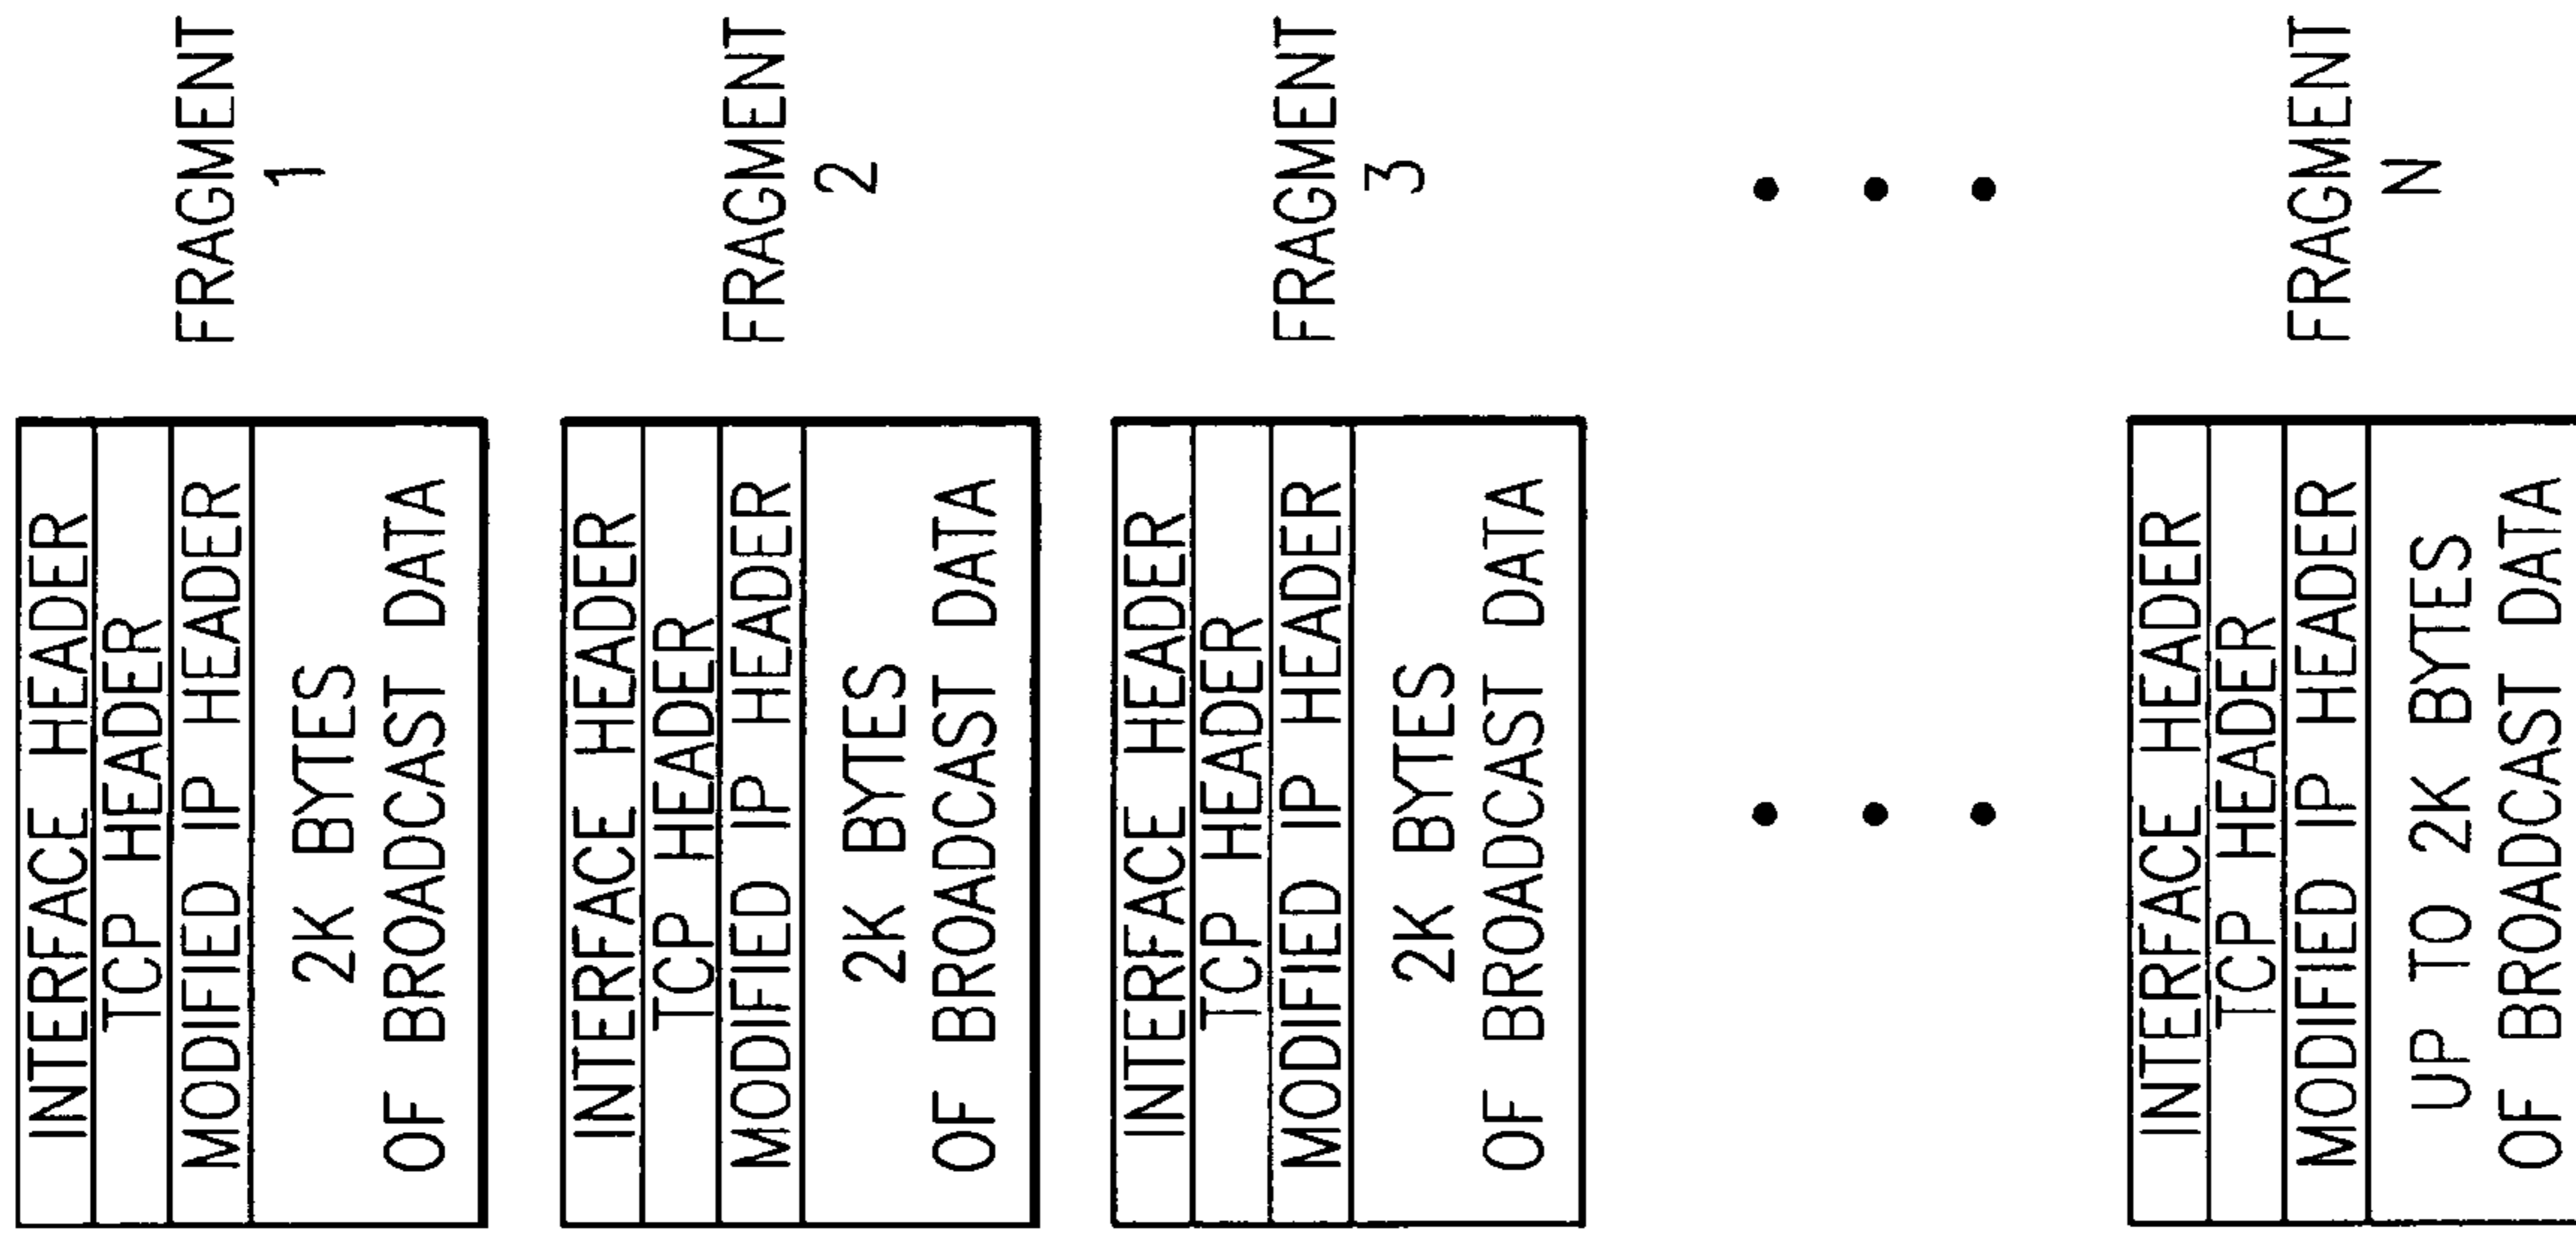 INTERFACE HEADER
TCP HEADER
MODIFIED IP HEADER
2K BYTES
OF BROADCAST DATA
FRAGMENT
1
INTERFACE HEADER
TCP HEADER
MODIFIED IP HEADER
2K BYTES
OF BROADCAST DATA
FRAGMENT
2
INTERFACE HEADER
TCP HEADER
MODIFIED IP HEADER
2K BYTES
OF BROADCAST DATA
FRAGMENT
3
INTERFACE HEADER
TCP HEADER
MODIFIED IP HEADER
UP TO 2K BYTES
OF BROADCAST DATA
FRAGMENT
N